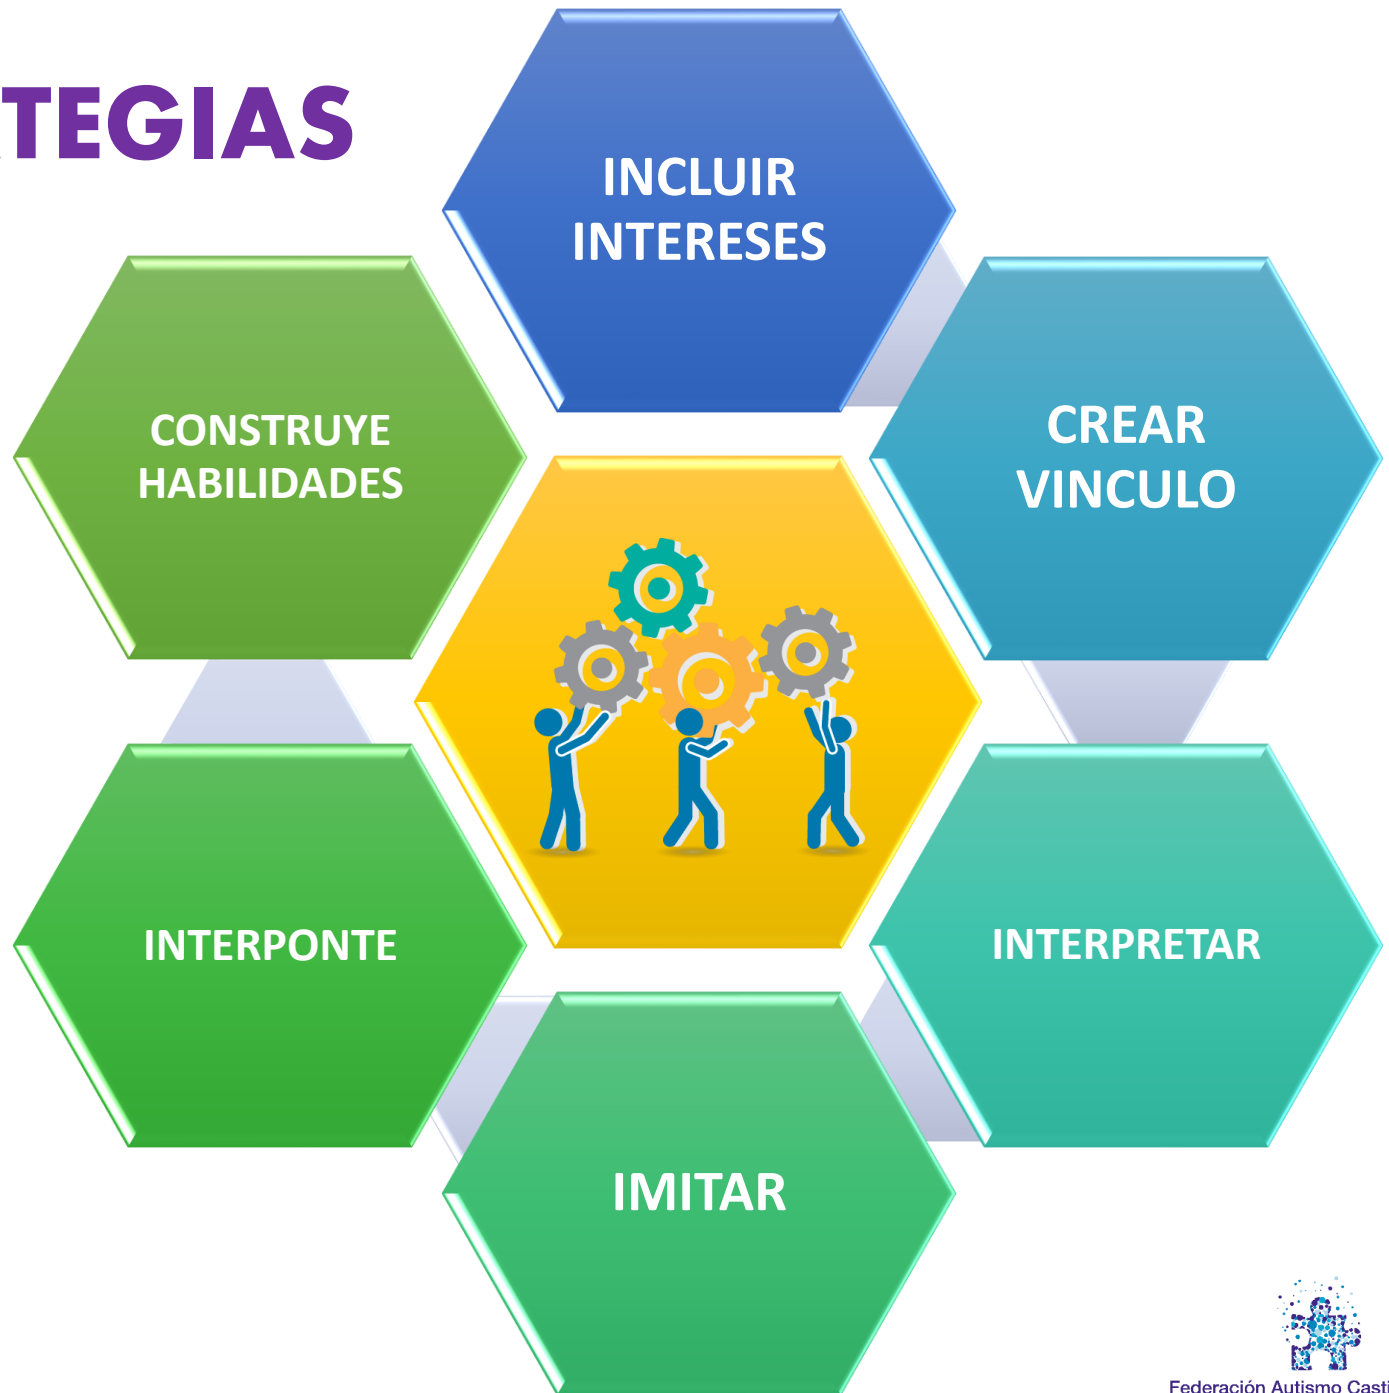 TEGIAS
INCLUIR
INTERESES
CREAR
VINCULO
INTERPRETAR
IMITAR
INTERPONTE
CONSTRUYE
HABILIDADES
Federación Autismo Casti